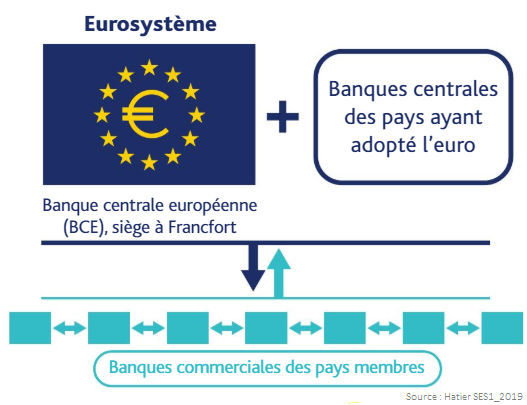 Eurosystème
€
Banques centrales
des pays ayant
adopté l'euro
+
Banque centrale européenne
(BCE), siège à Francfort
Banques commerciales des pays membres
Source : Hatier SES1_2019